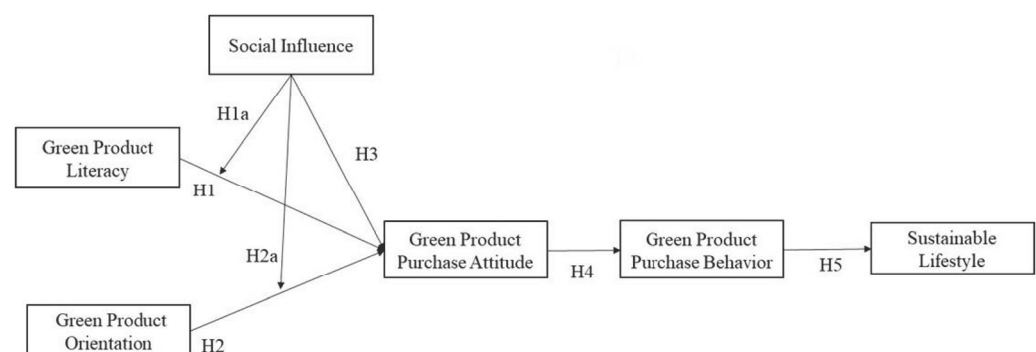 Social Influence
H1a
Green Product
Literacy
H3
H1
Green Product
Purchase Attitude
Green Product
Purchase Behavior
Sustainable
Lifestyle
H2a
H4
H5
Green Product
Orientation
H2